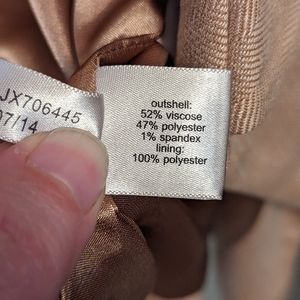 JX706445
07/14
outshell:
52% viscose
47% polyester
1% spandex
lining:
100% polyester